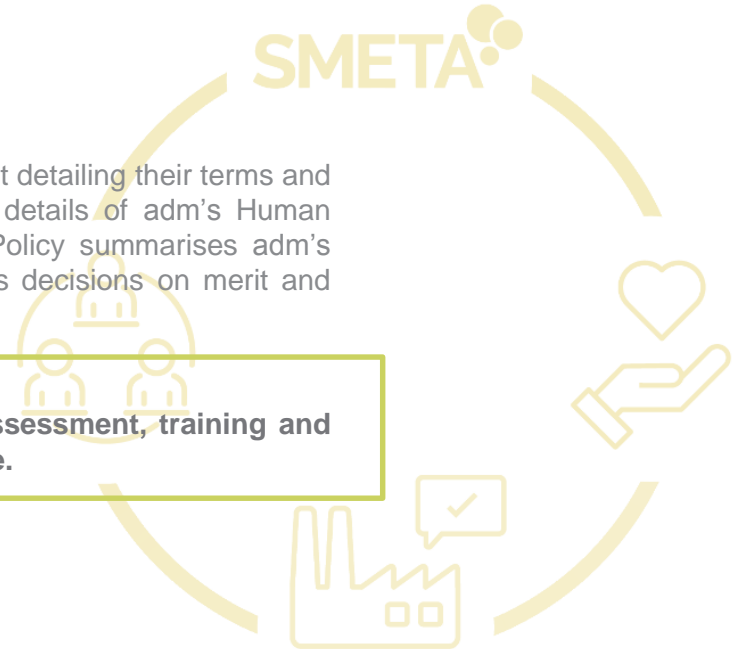 SMETA
t detailing their terms and
details of adm's Human
Policy summarises adm's
s decisions on merit and
ssessment, training and
e.